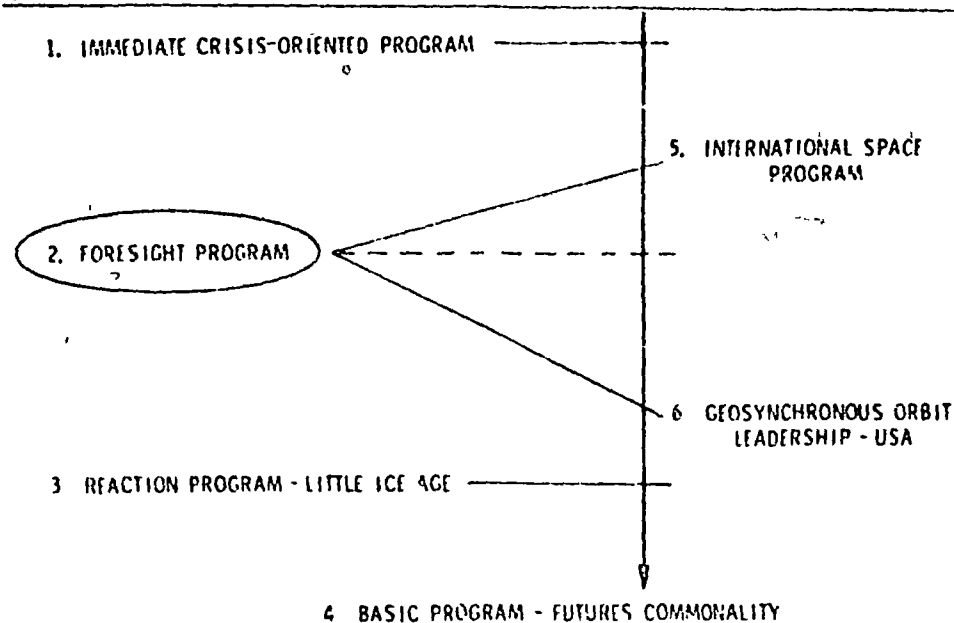 1. IMMEDIATE CRISIS-ORIENTED PROGRAM
5. INTERNATIONAL SPACE
PROGRAM
2. FORESIGHT PROGRAM
6 GEOSYNCHRONOUS ORBIT
LEADERSHIP - USA
3 REACTION PROGRAM - LITTLE ICE AGE
4 BASIC PROGRAM - FUTURES COMMONALITY